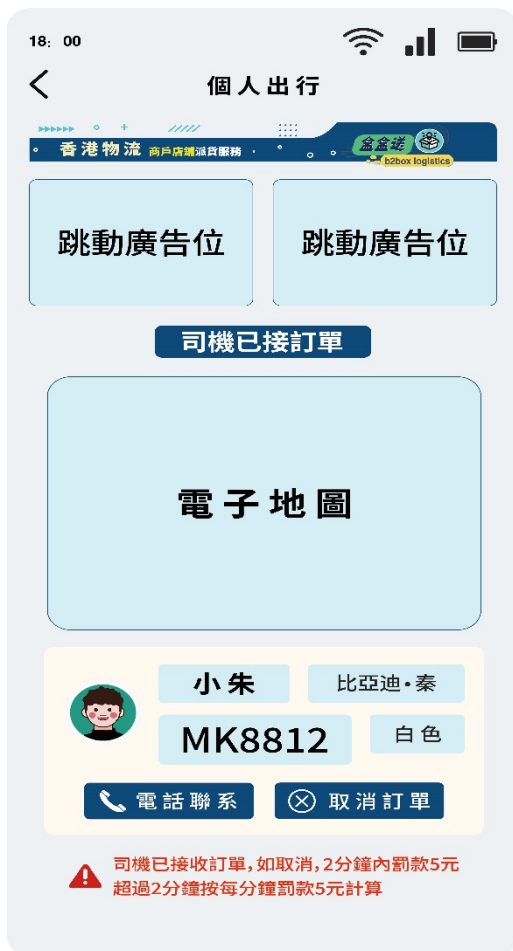 18: 00
個人出行
香港物流 商戶店鋪派貨服務
盒盒送
b2box logistics
跳動廣告位
跳動廣告位
司機已接訂單
電子地圖
小朱
比亞迪•秦
MK8812
白色
電話聯系
取消訂單
司機已接收訂單,如取消,2分鐘內罰款5元
超過2分鐘按每分鐘罰款5元計算